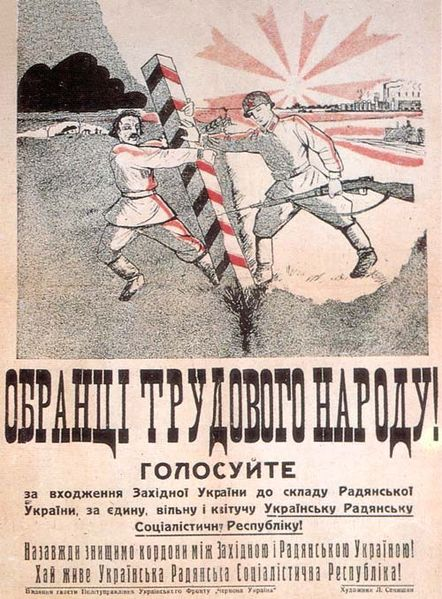 ОБРАНЦІ ТРУДОВОГО НАРОДУ!
ГОЛОСУЙТЕ
за входження Західної України до складу Радянської
України, за єдину, вільну і квітучу Українську Радянську
Соціалістичну Республіку!
Назавжди знищимо кордони між Західною і Радянською Україною!
Хай живе Українська Радянська Соціалістична Республіка!
Видання газети Політуправління Українського Фронту „Червона Україна"
Художник Л.